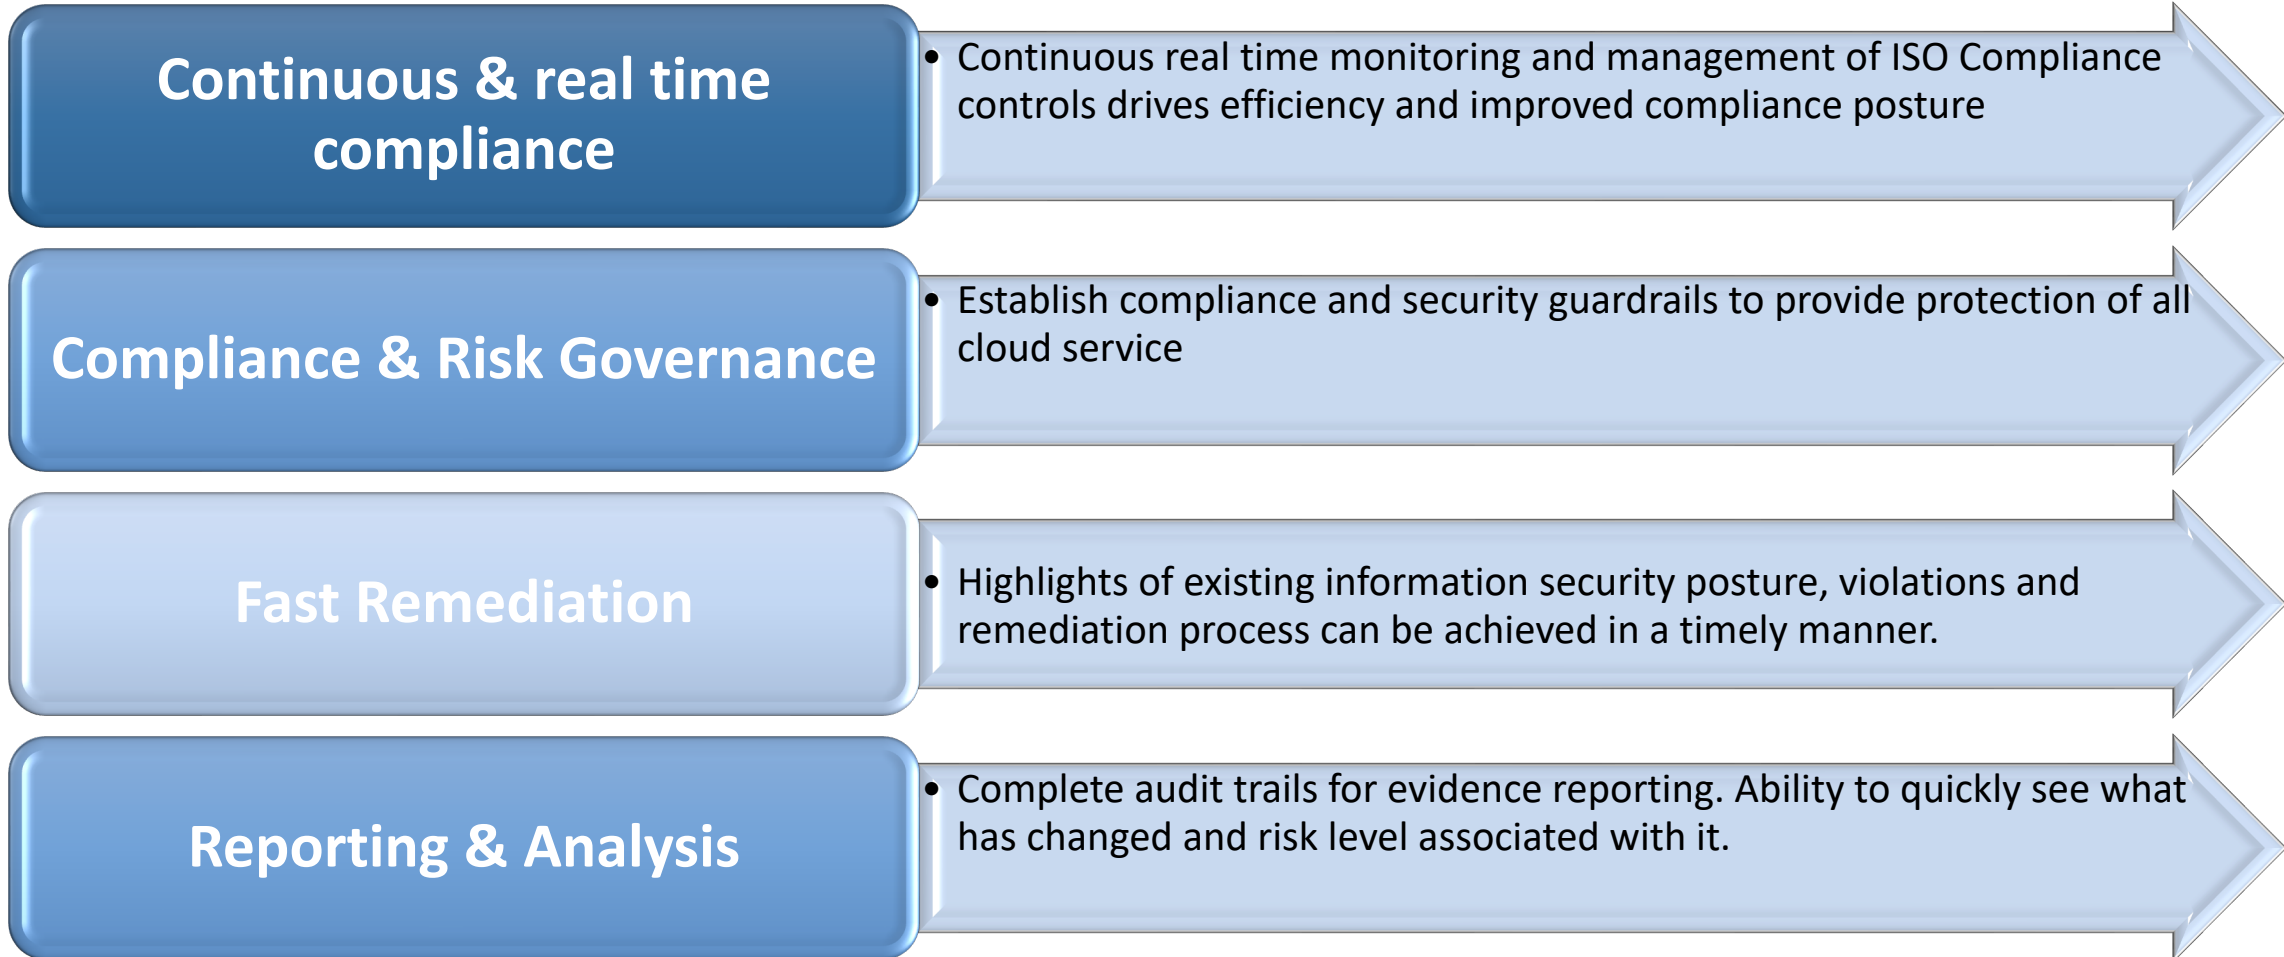 Continuous & real time
compliance
• Continuous real time monitoring and management of ISO Compliance
controls drives efficiency and improved compliance posture
Compliance & Risk Governance
• Establish compliance and security guardrails to provide protection of all
cloud service
Fast Remediation
• Highlights of existing information security posture, violations and
remediation process can be achieved in a timely manner.
Reporting & Analysis
• Complete audit trails for evidence reporting. Ability to quickly see what
has changed and risk level associated with it.